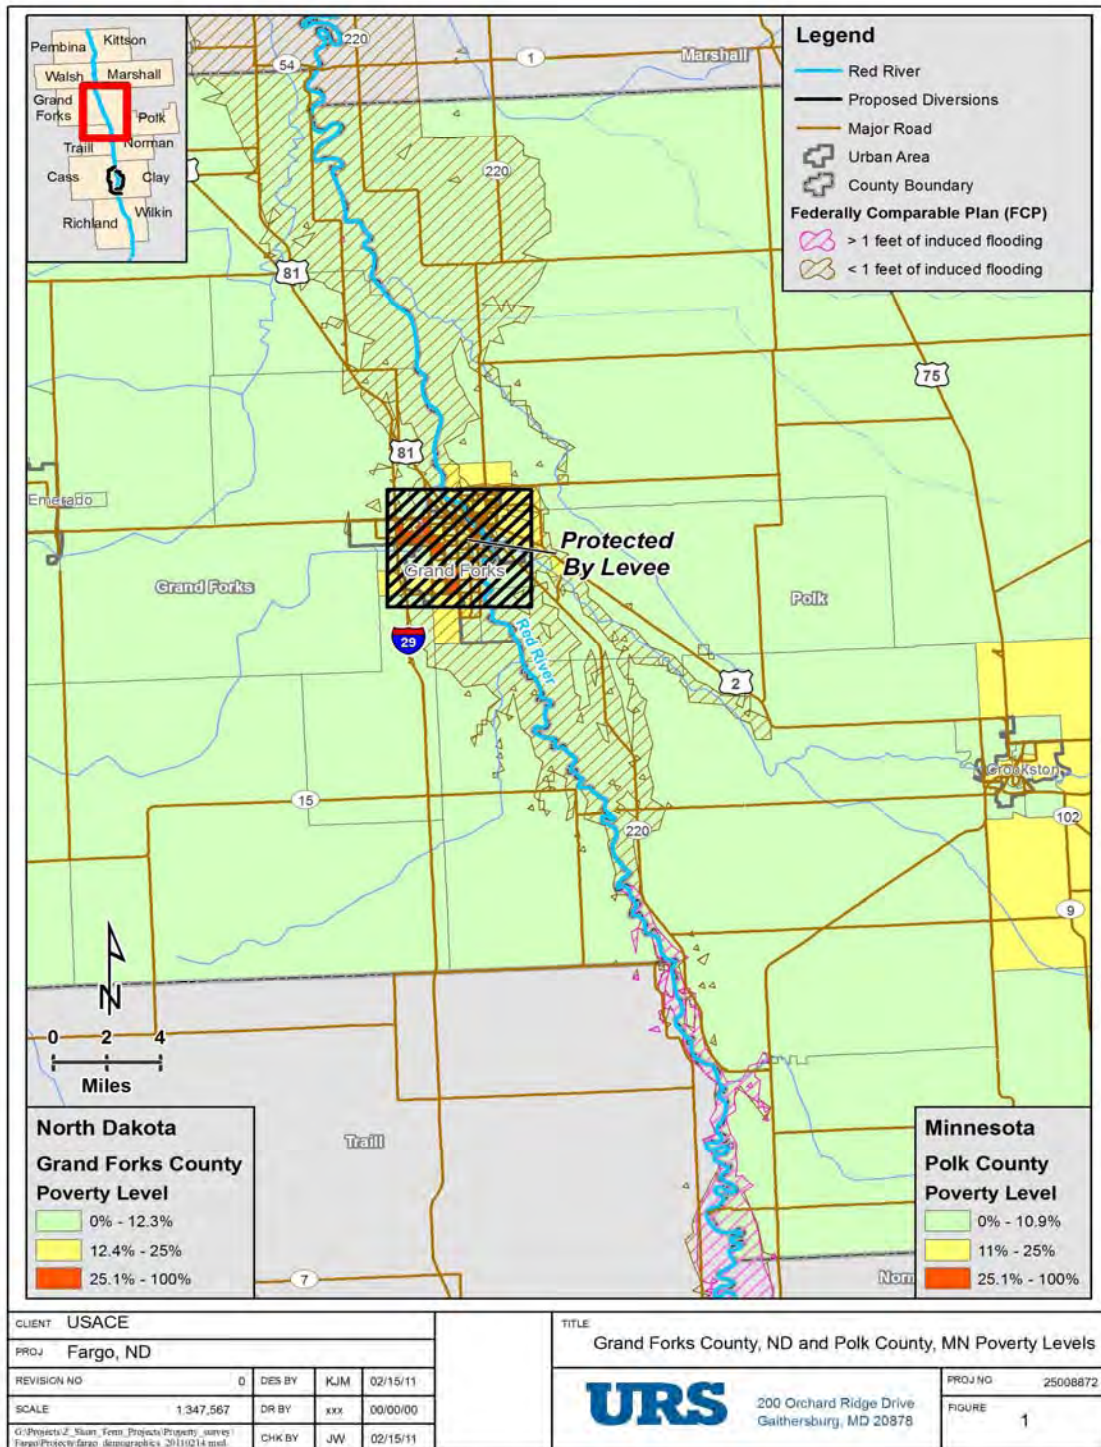 Pembina
Kittson
Walsh
Marshall
Grand
Forks
Polk
Traill
Norman
Cass
Clay
Richland
Wilkin
54
220
1
Marshall
220
81
75
81
Emerado
Protected
By Levee
Grand Forks
Grand Forks
Polk
29
Red River
2
Crookston
15
220
102
9
N
0 2 4
Miles
Traill
7
Norm
Legend
Red River
Proposed Diversions
Major Road
Urban Area
County Boundary
Federally Comparable Plan (FCP)
> 1 feet of induced flooding
< 1 feet of induced flooding
North Dakota
Grand Forks County
Poverty Level
0% - 12.3%
12.4% - 25%
25.1% - 100%
Minnesota
Polk County
Poverty Level
0% - 10.9%
11% - 25%
25.1% - 100%
CLIENT USACE
PROJ Fargo, ND
REVISION NO 0 DES BY KJM 02/15/11
SCALE 1:347,567 DR BY xxx 00/00/00
G:\Projects\Z_Short_Term_Projects\Property_survey\
Fargo\Projects\fargo_demographics_20110214.mxd
CHK BY JW 02/15/11
TITLE
Grand Forks County, ND and Polk County, MN Poverty Levels
URS
200 Orchard Ridge Drive
Gaithersburg, MD 20878
PROJ NO 25008872
FIGURE 1